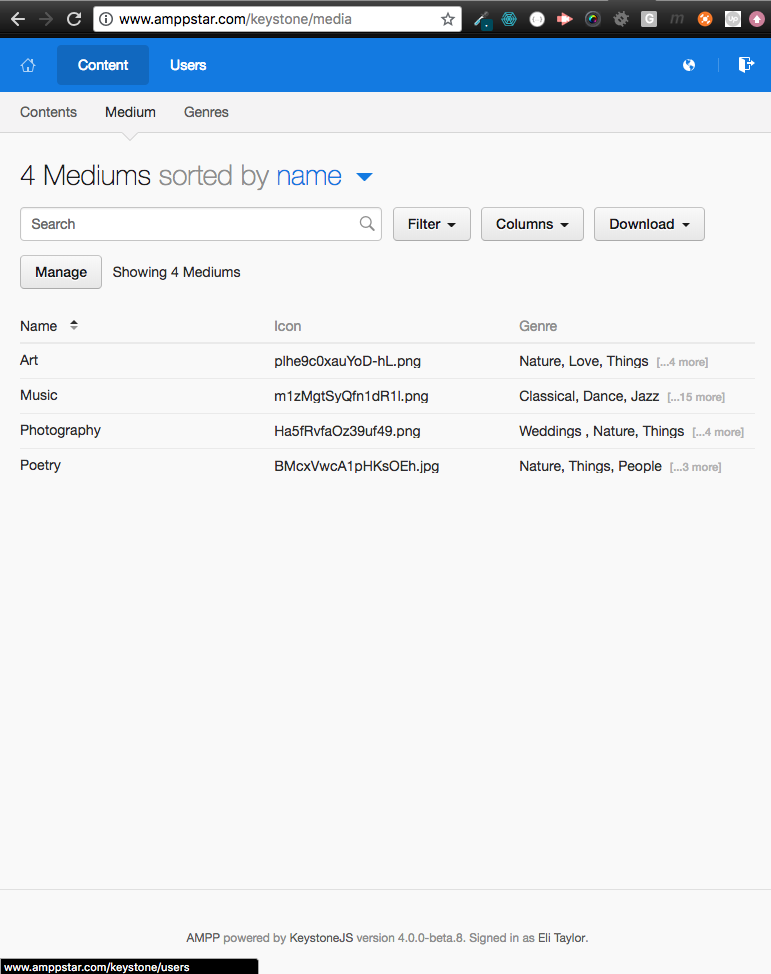 www.amppstar.com/keystone/media
G
m
Up
Content Users
Contents Medium Genres
4 Mediums sorted by name
Search Filter Columns Download
Manage Showing 4 Mediums
Name Icon Genre
Art plhe9c0xauYoD-hL.png Nature, Love, Things [...4 more]
Music m1zMgtSyQfn1dR1l.png Classical, Dance, Jazz [...15 more]
Photography Ha5fRvfaOz39uf49.png Weddings , Nature, Things [...4 more]
Poetry BMcxVwcA1pHKsOEh.jpg Nature, Things, People [...3 more]
AMPP powered by KeystoneJS version 4.0.0-beta.8. Signed in as Eli Taylor.
www.amppstar.com/keystone/users